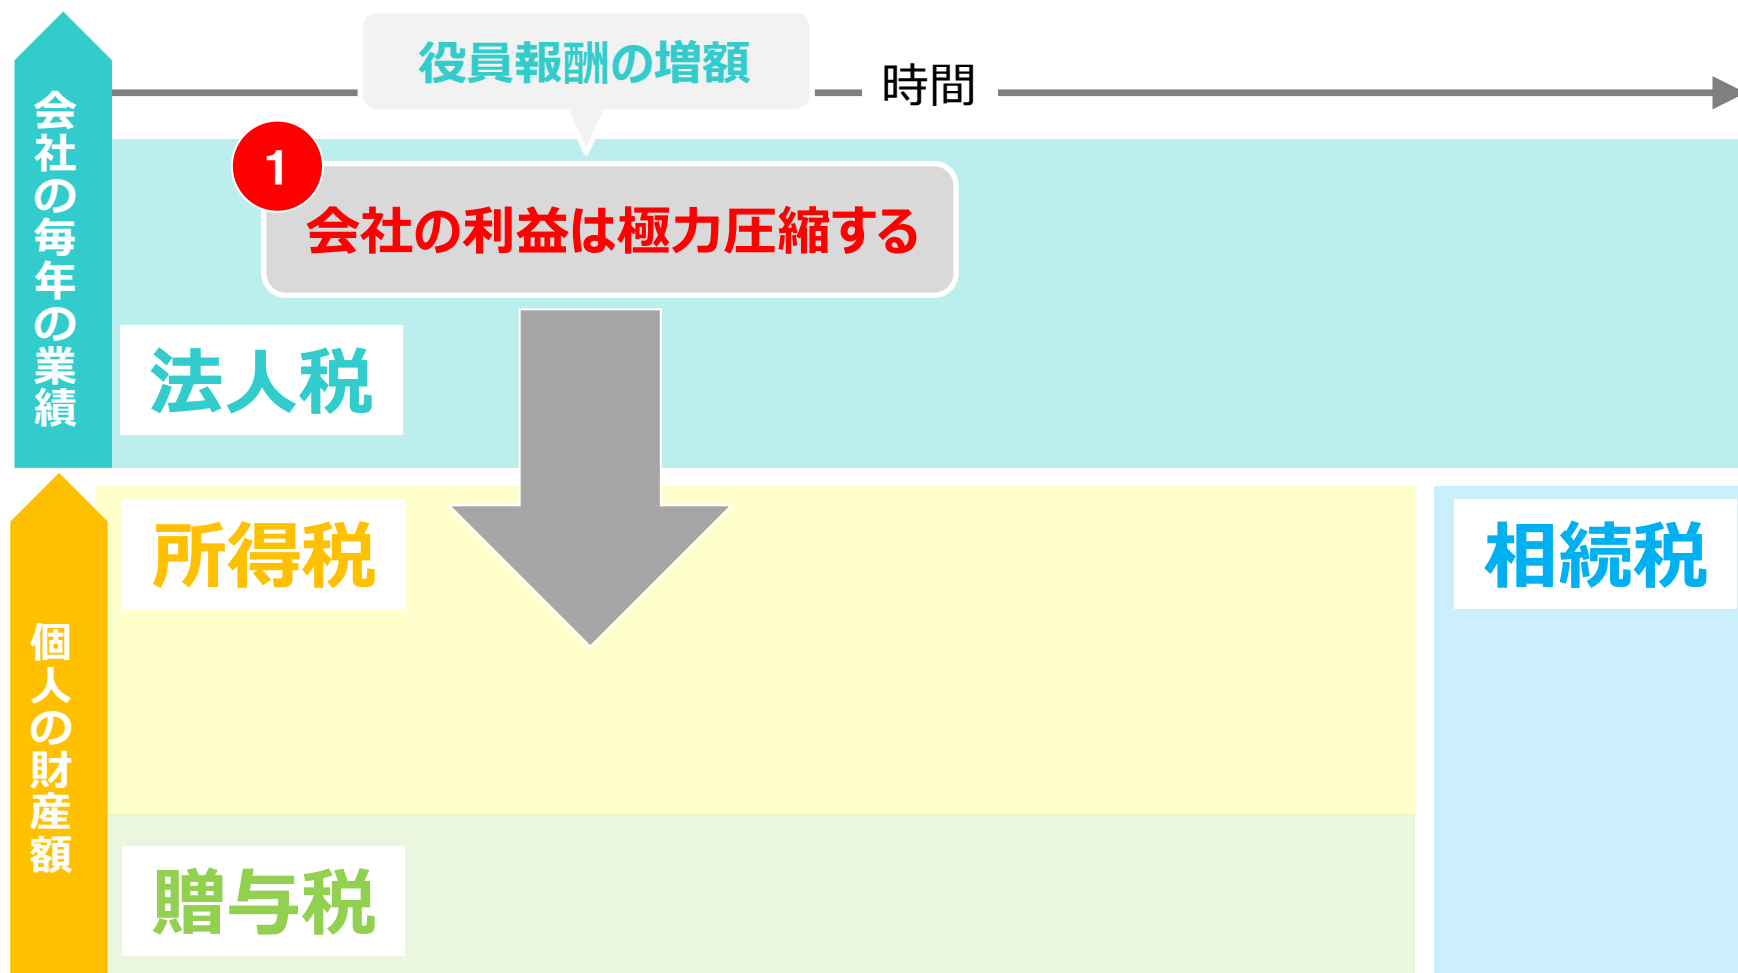 役員報酬の増額
時間
会社の毎年の業績
1
会社の利益は極力圧縮する
法人税
個人の財産額
所得税
相続税
贈与税